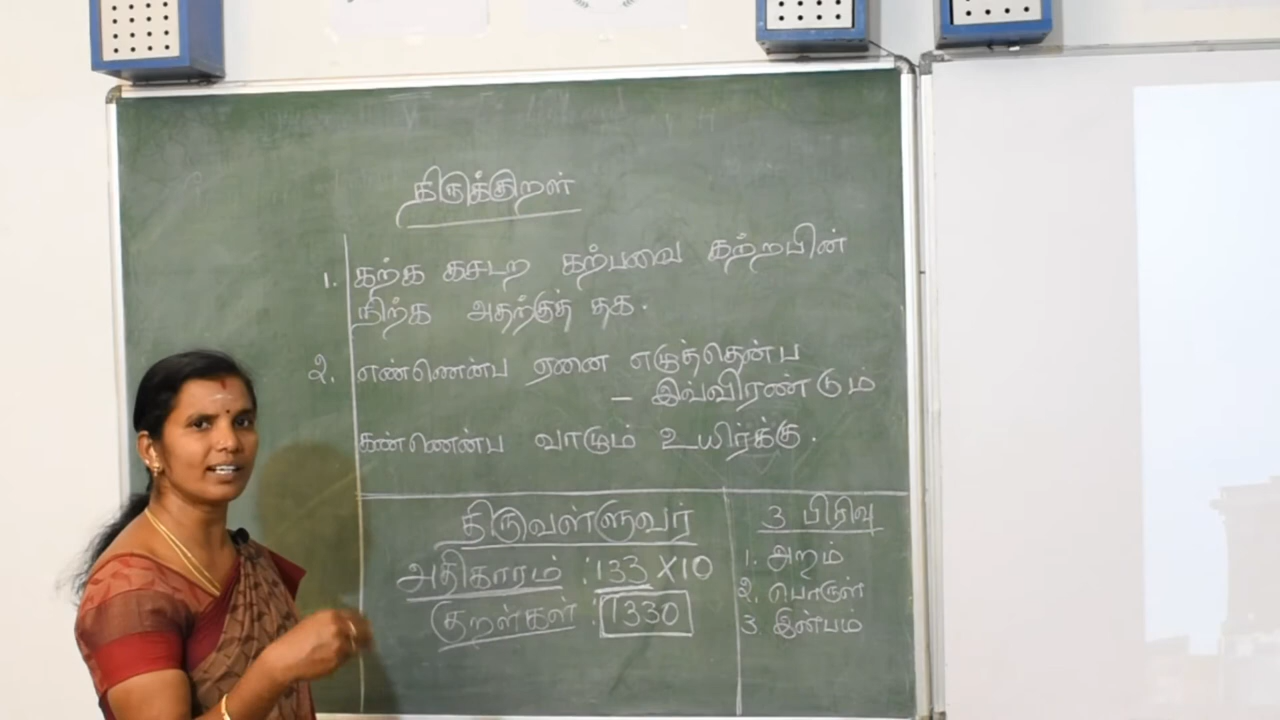 திருக்குறள்
1. கற்க கசடற கற்பவை கற்றபின்
நிற்க அதற்குத் தக.
2. எண்ணென்ப ஏனை எழுத்தென்ப
– இவ்விரண்டும்
கண்ணென்ப வாழும் உயிர்க்கு.
திருவள்ளுவர்
அதிகாரம் : 133 X10
குறள்கள் : 1330
3 பிரிவு
1. அறம்
2. பொருள்
3. இன்பம்